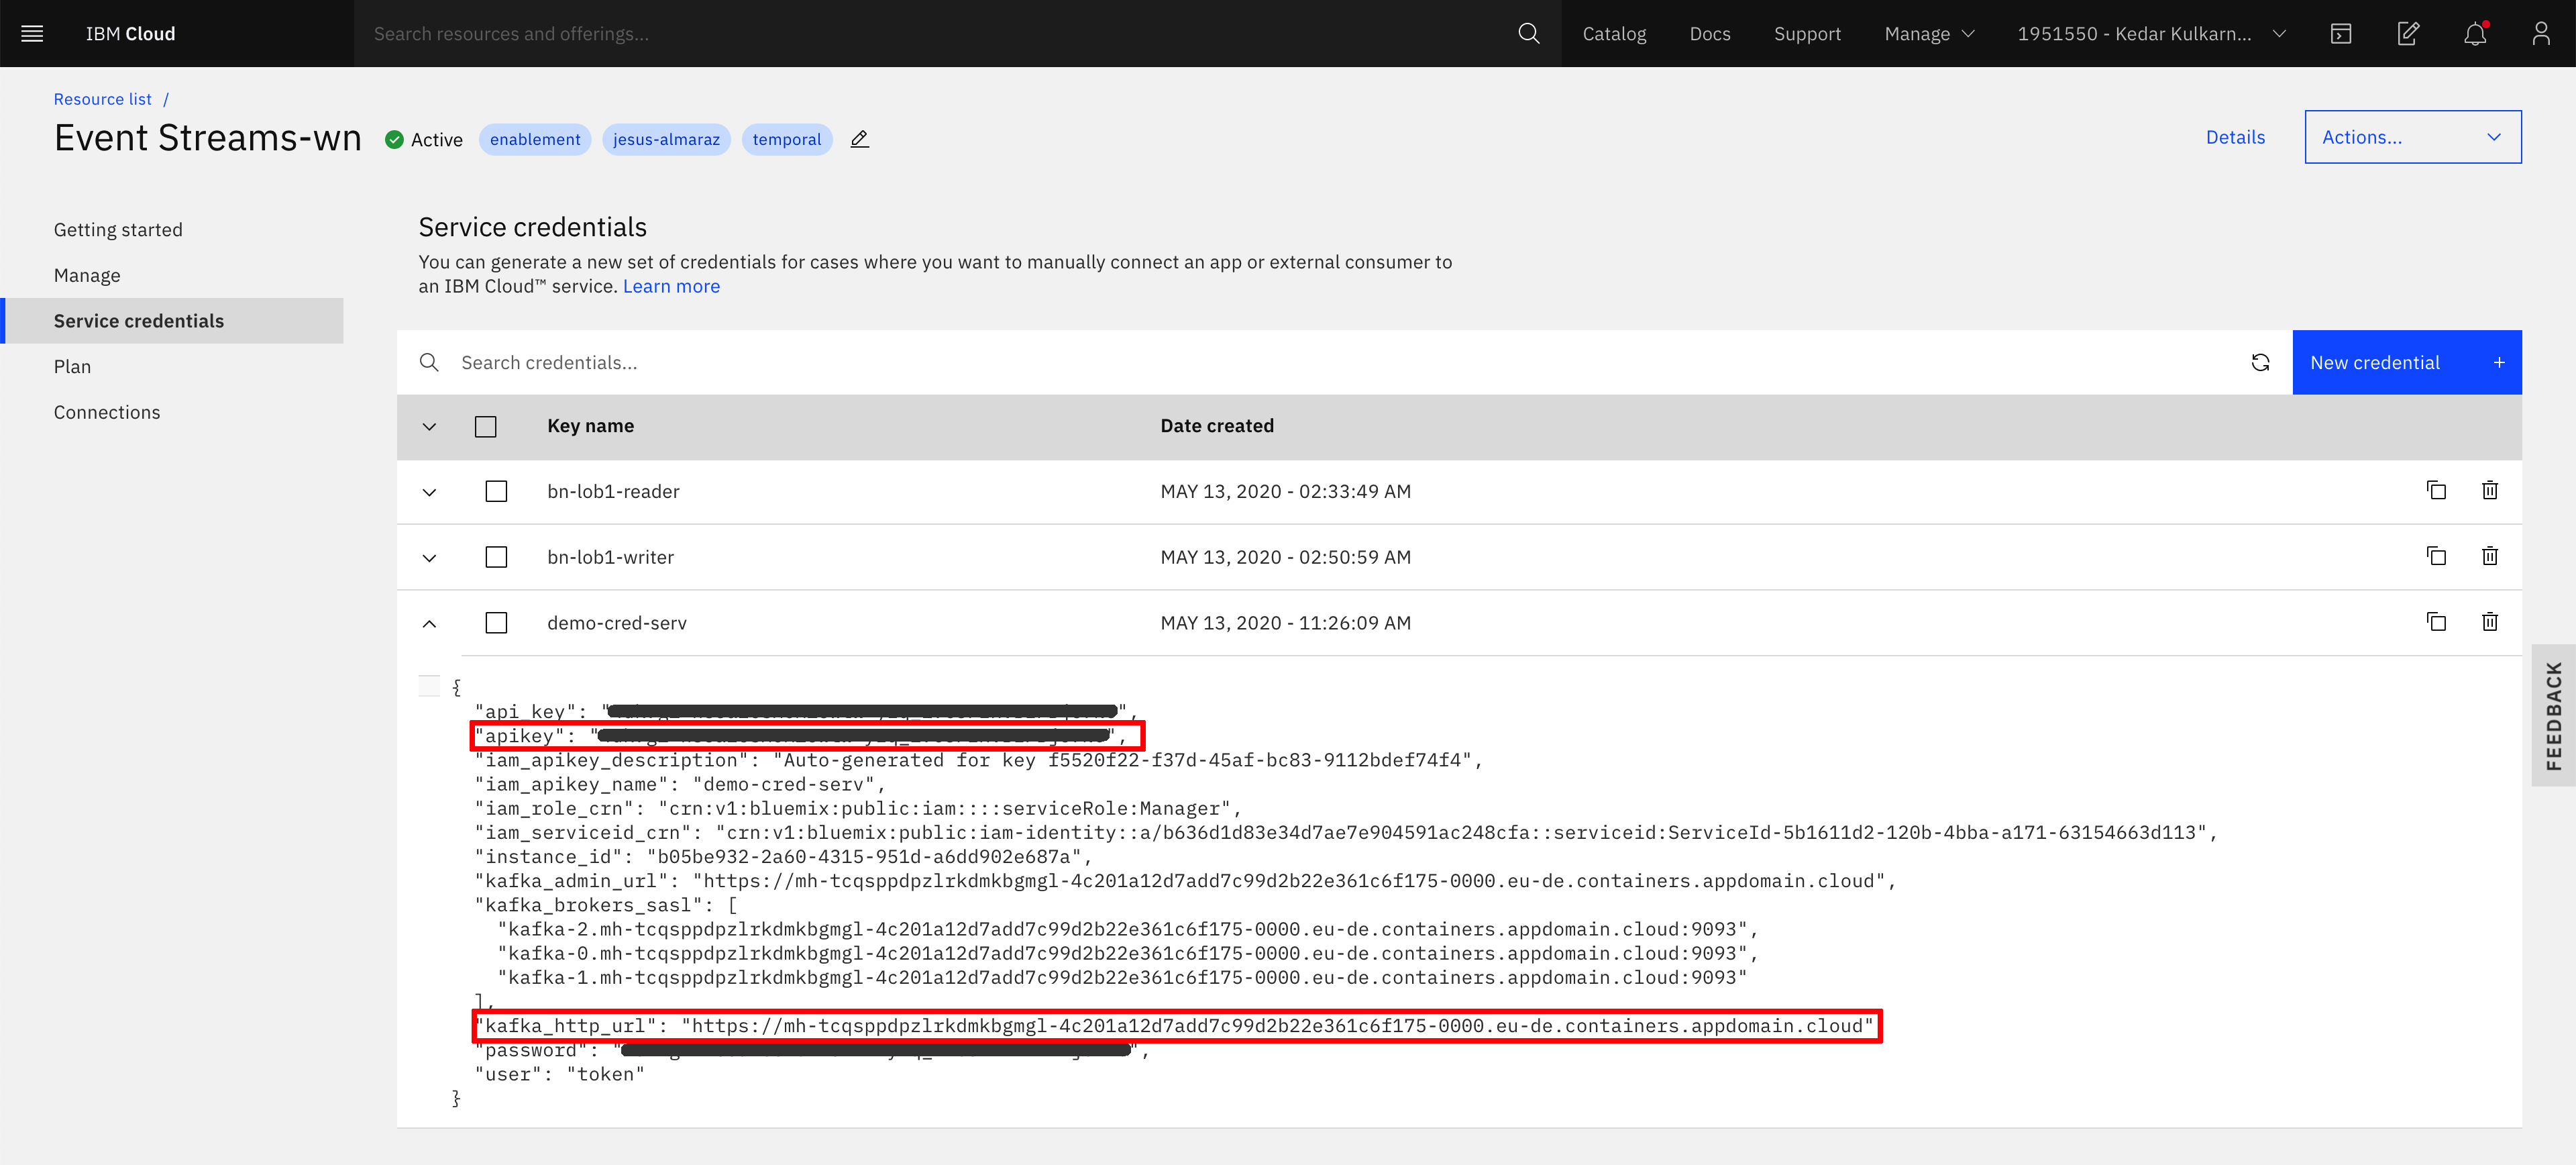 IBM Cloud
Search resources and offerings...
Catalog
Docs
Support
Manage
1951550 - Kedar Kulkarn...
Resource list /
Event Streams-wn
Active
enablement
jesus-almaraz
temporal
Details
Actions...
Getting started
Manage
Service credentials
Plan
Connections
Service credentials
You can generate a new set of credentials for cases where you want to manually connect an app or external consumer to
an IBM Cloud™ service. Learn more
Search credentials...
New credential +
Key name
Date created
bn-lob1-reader
MAY 13, 2020 - 02:33:49 AM
bn-lob1-writer
MAY 13, 2020 - 02:50:59 AM
demo-cred-serv
MAY 13, 2020 - 11:26:09 AM
{
"api_key": "",
"apikey": "",
"iam_apikey_description": "Auto-generated for key f5520f22-f37d-45af-bc83-9112bdef74f4",
"iam_apikey_name": "demo-cred-serv",
"iam_role_crn": "crn:v1:bluemix:public:iam::::serviceRole:Manager",
"iam_serviceid_crn": "crn:v1:bluemix:public:iam-identity::a/b636d1d83e34d7ae7e904591ac248cfa::serviceid:ServiceId-5b1611d2-120b-4bba-a171-63154663d113",
"instance_id": "b05be932-2a60-4315-951d-a6dd902e687a",
"kafka_admin_url": "https://mh-tcqsppdpzlrkdmkbgmgl-4c201a12d7add7c99d2b22e361c6f175-0000.eu-de.containers.appdomain.cloud",
"kafka_brokers_sasl": [
"kafka-2.mh-tcqsppdpzlrkdmkbgmgl-4c201a12d7add7c99d2b22e361c6f175-0000.eu-de.containers.appdomain.cloud:9093",
"kafka-0.mh-tcqsppdpzlrkdmkbgmgl-4c201a12d7add7c99d2b22e361c6f175-0000.eu-de.containers.appdomain.cloud:9093",
"kafka-1.mh-tcqsppdpzlrkdmkbgmgl-4c201a12d7add7c99d2b22e361c6f175-0000.eu-de.containers.appdomain.cloud:9093"
],
"kafka_http_url": "https://mh-tcqsppdpzlrkdmkbgmgl-4c201a12d7add7c99d2b22e361c6f175-0000.eu-de.containers.appdomain.cloud"
"password": "",
"user": "token"
}
FEEDBACK